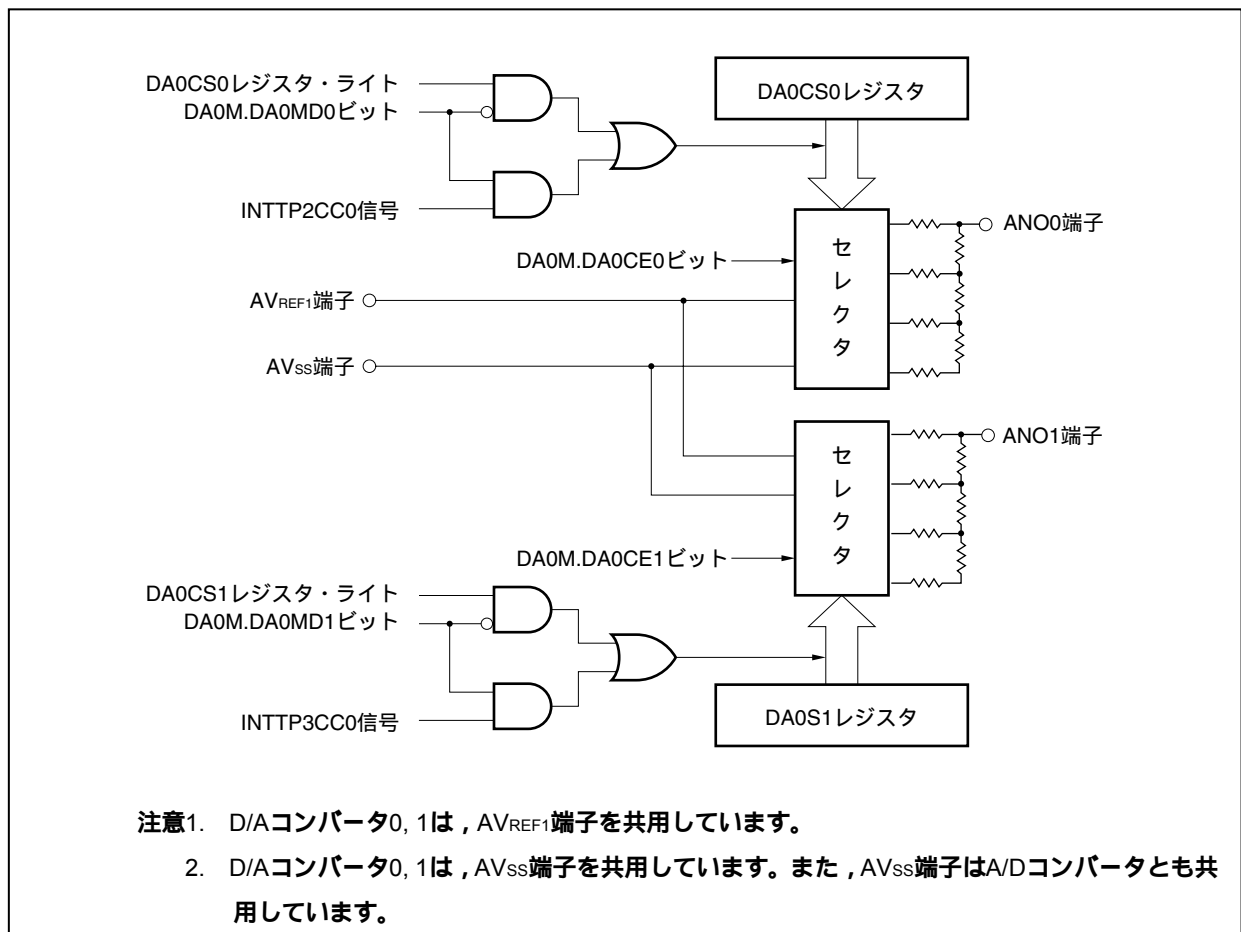 DA0CS0レジスタ・ライト
DA0M.DA0MD0ビット
INTTP2CC0信号
DA0CS0レジスタ
セレクタ
ANO0端子
DA0M.DA0CE0ビット
AVREF1端子
AVSS端子
セレクタ
ANO1端子
DA0M.DA0CE1ビット
DA0CS1レジスタ・ライト
DA0M.DA0MD1ビット
INTTP3CC0信号
DA0S1レジスタ
注意1. D/Aコンバータ0, 1は，AVREF1端子を共用しています。
2. D/Aコンバータ0, 1は，AVSS端子を共用しています。また，AVSS端子はA/Dコンバータとも共
用しています。